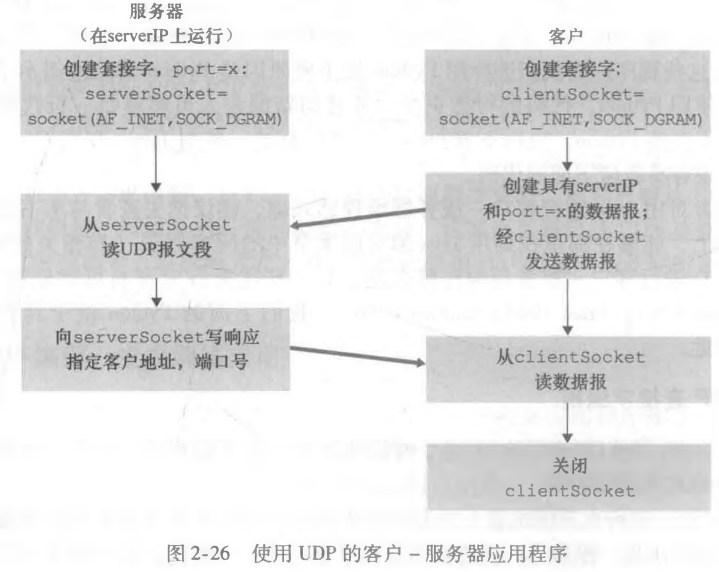 服务器
（在serverIP上运行）
创建套接字，port=x:
serverSocket=
socket(AF_INET,SOCK_DGRAM)
从serverSocket
读UDP报文段
向serverSocket写响应
指定客户地址，端口号
客户
创建套接字:
clientSocket=
socket(AF_INET,SOCK_DGRAM)
创建具有serverIP
和port=x的数据报；
经clientSocket
发送数据报
从clientSocket
读数据报
关闭
clientSocket
图 2-26 使用 UDP 的客户－服务器应用程序